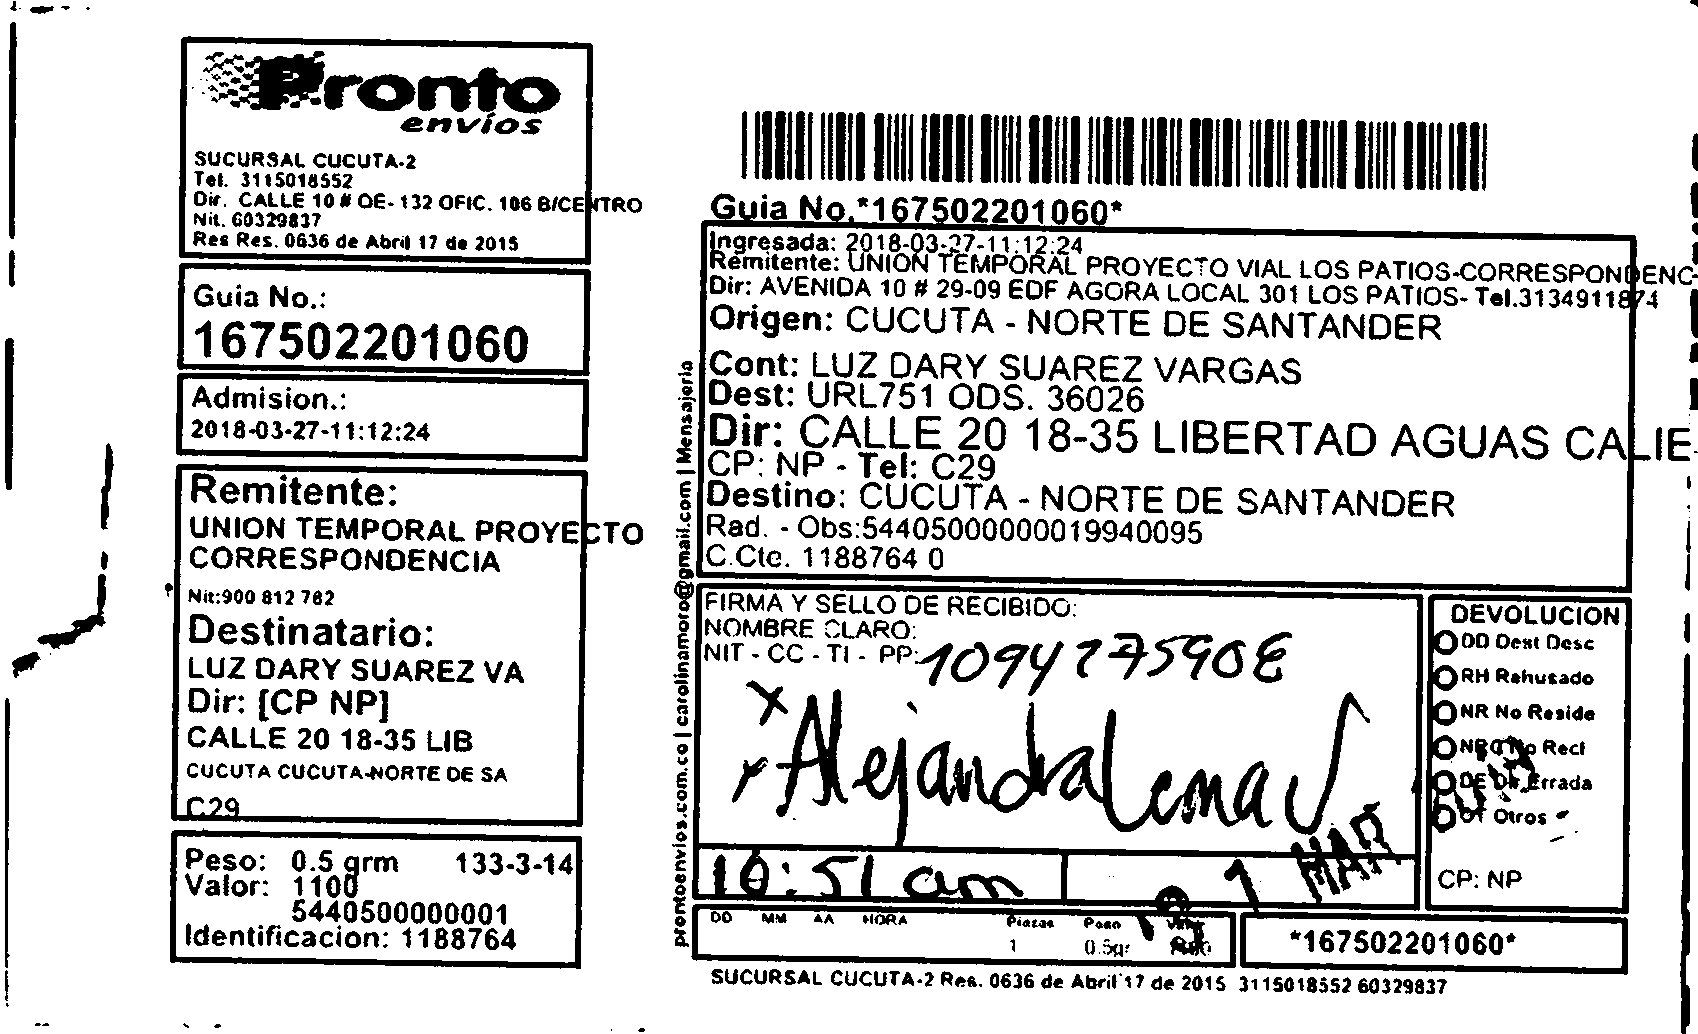 Pronto
envíos
SUCURSAL CUCUTA-2
Tel. 3115018552
Dir. CALLE 10 # OE- 132 OFIC. 106 B/CENTRO
Nit. 60329837
Res Res. 0636 de Abril 17 de 2015
Guia No.:
167502201060
Admision.:
2018-03-27-11:12:24
Remitente:
UNION TEMPORAL PROYECTO
CORRESPONDENCIA
Nit:900 812 782
Destinatario:
LUZ DARY SUAREZ VA
Dir: [CP NP]
CALLE 20 18-35 LIB
CUCUTA CUCUTA-NORTE DE SA
C29
Peso: 0.5 grm 133-3-14
Valor: 1100
5440500000001
Identificacion: 1188764
prontoenvios.com.co | carolinamoro@gmail.com | Mensajeria
Guia No.*167502201060*
Ingresada: 2018-03-27-11:12:24
Remitente: UNION TEMPORAL PROYECTO VIAL LOS PATIOS-CORRESPONDENC
Dir: AVENIDA 10 # 29-09 EDF AGORA LOCAL 301 LOS PATIOS- Tel.3134911874
Origen: CUCUTA - NORTE DE SANTANDER
Cont: LUZ DARY SUAREZ VARGAS
Dest: URL751 ODS. 36026
Dir: CALLE 20 18-35 LIBERTAD AGUAS CALIE
CP: NP - Tel: C29
Destino: CUCUTA - NORTE DE SANTANDER
Rad. - Obs:54405000000019940095
C.Cte. 1188764 0
FIRMA Y SELLO DE RECIBIDO:
NOMBRE CLARO:
NIT - CC - TI - PP:
x Alejandra Lema
10:51 am
MAR
DD MM AA HORA Piezas Peso
1 0.5gr
DEVOLUCION
DD Dest Desc
RH Rehusado
NR No Reside
NRC No Recl
DE Dir Errada
OT Otros
CP: NP
*167502201060*
SUCURSAL CUCUTA-2 Res. 0636 de Abril 17 de 2015 3115018552 60329837